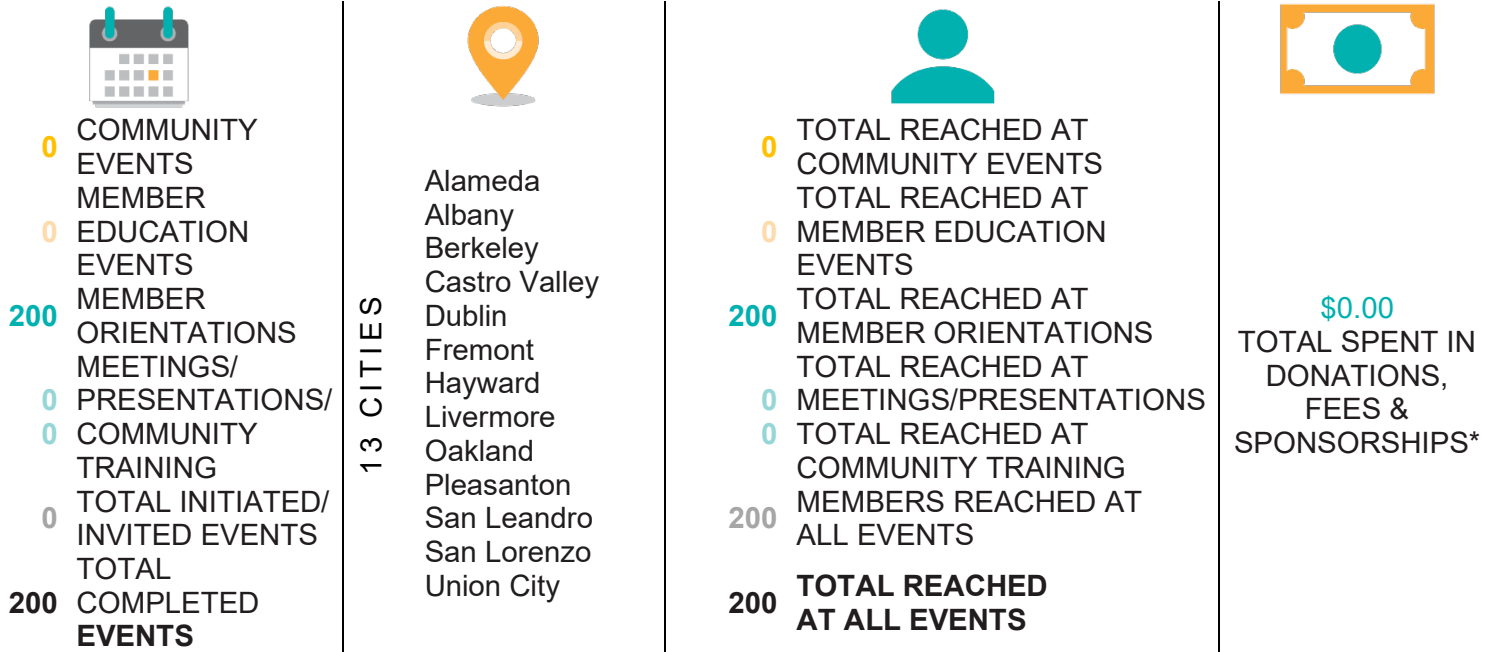 0 COMMUNITY
EVENTS
MEMBER
0 EDUCATION
EVENTS
200 MEMBER
ORIENTATIONS
MEETINGS/
0 PRESENTATIONS/
0 COMMUNITY
TRAINING
0 TOTAL INITIATED/
INVITED EVENTS
TOTAL
200 COMPLETED
EVENTS
13 CITIES
Alameda
Albany
Berkeley
Castro Valley
Dublin
Fremont
Hayward
Livermore
Oakland
Pleasanton
San Leandro
San Lorenzo
Union City
0 TOTAL REACHED AT
COMMUNITY EVENTS
TOTAL REACHED AT
0 MEMBER EDUCATION
EVENTS
200 TOTAL REACHED AT
MEMBER ORIENTATIONS
TOTAL REACHED AT
0 MEETINGS/PRESENTATIONS
0 TOTAL REACHED AT
COMMUNITY TRAINING
200 MEMBERS REACHED AT
ALL EVENTS
200 TOTAL REACHED
AT ALL EVENTS
$0.00
TOTAL SPENT IN
DONATIONS,
FEES &
SPONSORSHIPS*